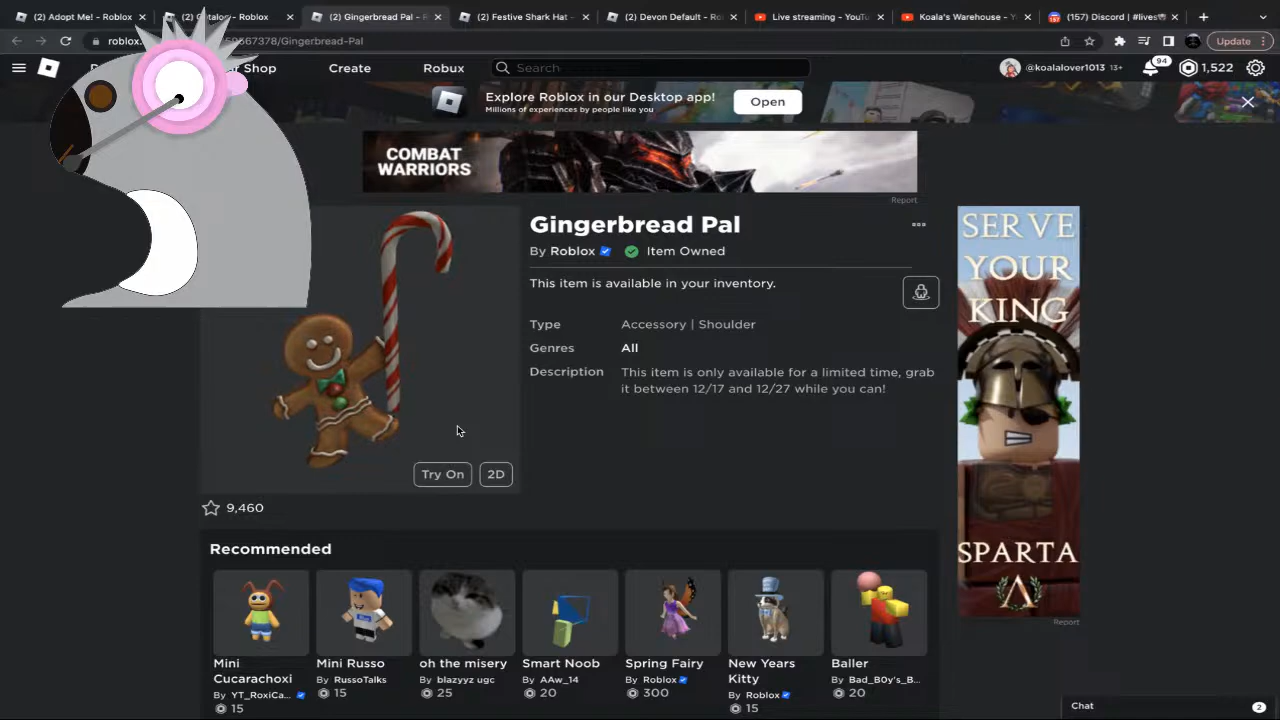 (2) Adopt Me! - Roblox
Catalog - Roblox
(2) Gingerbread Pal - R
(2) Festive Shark Hat -
(2) Devon Default - Ro
Live streaming - YouTu
Koala's Warehouse - Y
(157) Discord | #lives
roblox.
59667378/Gingerbread-Pal
Update
Shop
Create
Robux
Search
@koalalover1013 13+
94
1,522
Explore Roblox in our Desktop app!
Millions of experiences by people like you
Open
COMBAT
WARRIORS
Report
Gingerbread Pal
By Roblox Item Owned
This item is available in your inventory.
Type Accessory | Shoulder
Genres All
Description This item is only available for a limited time, grab
it between 12/17 and 12/27 while you can!
Try On
2D
9,460
SERVE
YOUR
KING
SPARTA
Report
Recommended
Mini
Cucarachoxi
By YT_RoxiCa...
15
Mini Russo
By RussoTalks
15
oh the misery
By blazyyz ugc
25
Smart Noob
By AAw_14
20
Spring Fairy
By Roblox
300
New Years
Kitty
By Roblox
15
Baller
By Bad_B0y's_B...
20
Chat
2